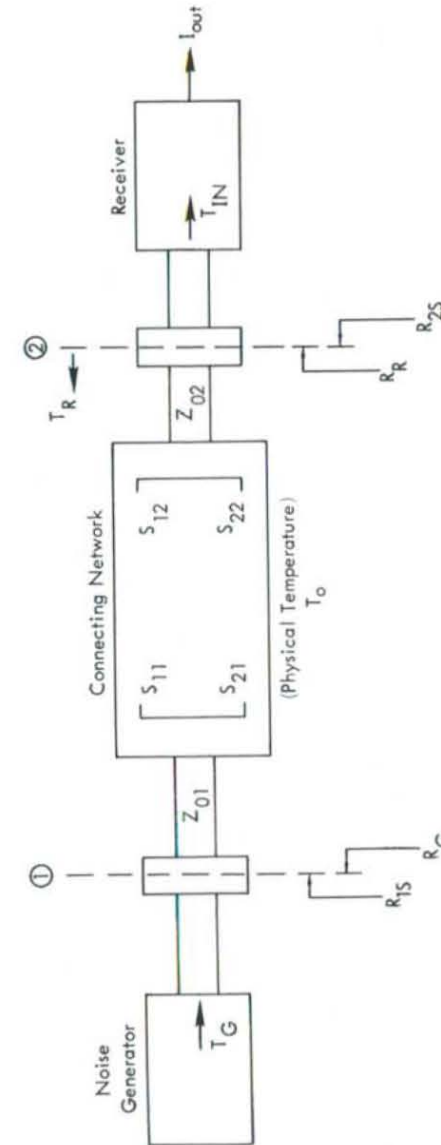 ①
②
T_R
Noise
Generator
T_G
Z_01
Connecting Network
S_11 S_12
S_21 S_22
(Physical Temperature)
T_o
Z_02
Receiver
T_IN
I_out
R_1S
R_R
R_2S